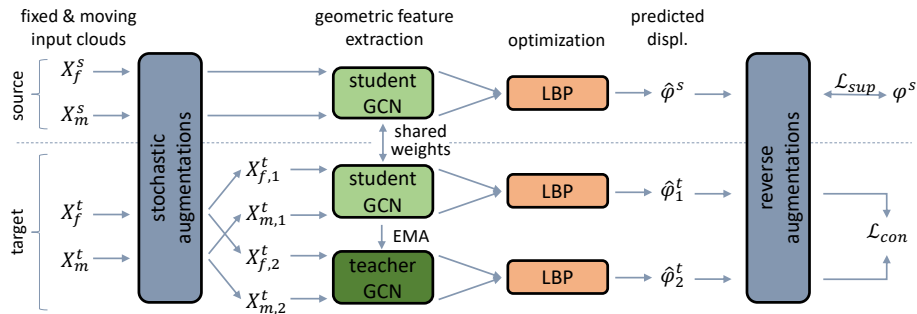 fixed & moving
input clouds
geometric feature
extraction
optimization
predicted
displ.
source
X_f^s
X_m^s
stochastic
augmentations
student
GCN
LBP
φ̂^s
reverse
augmentations
ℒ_sup
φ^s
shared
weights
target
X_f^t
X_m^t
X_{f,1}^t
X_{m,1}^t
X_{f,2}^t
X_{m,2}^t
student
GCN
EMA
teacher
GCN
LBP
LBP
φ̂_1^t
φ̂_2^t
ℒ_con